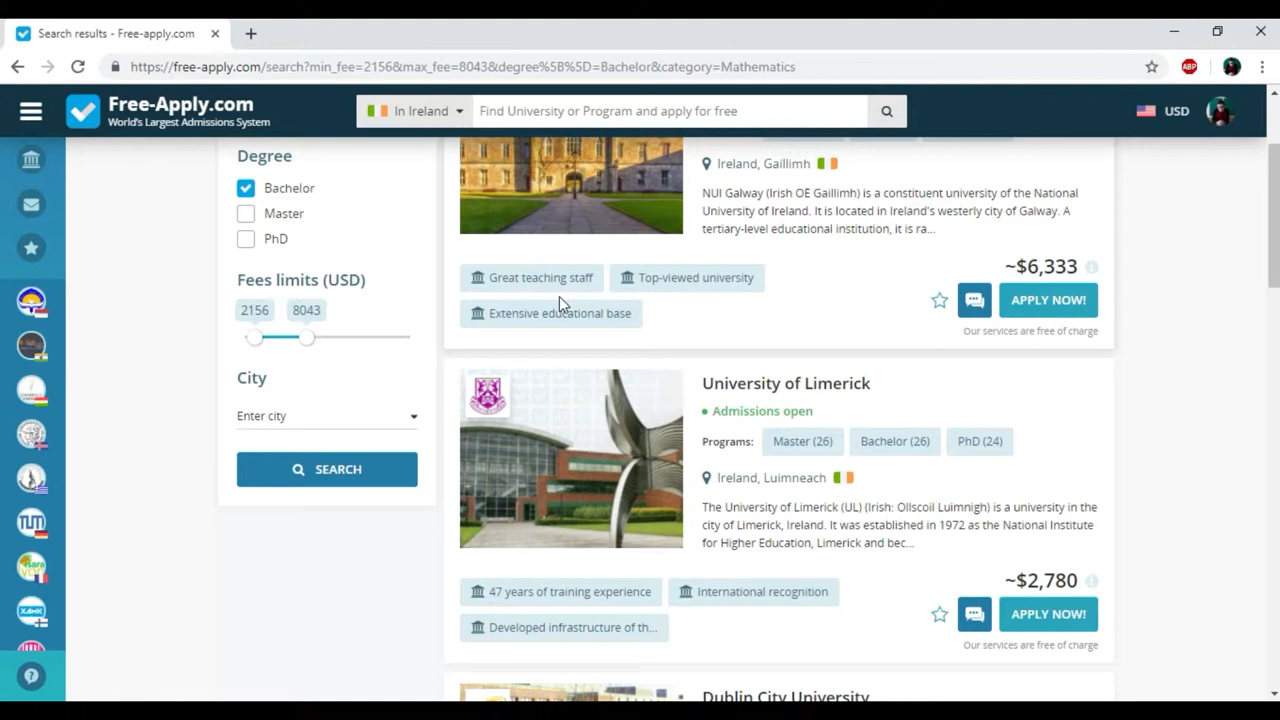 Search results - Free-apply.com
https://free-apply.com/search?min_fee=2156&max_fee=8043&degree%5B%5D=Bachelor&category=Mathematics
ABP
Free-Apply.com
World's Largest Admissions System
In Ireland
Find University or Program and apply for free
USD
Degree
Bachelor
Master
PhD
Fees limits (USD)
2156 8043
City
Enter city
SEARCH
Ireland, Gaillimh
NUI Galway (Irish OÉ Gaillimh) is a constituent university of the National
University of Ireland. It is located in Ireland's westerly city of Galway. A
tertiary-level educational institution, it is ra...
Great teaching staff
Top-viewed university
Extensive educational base
~$6,333
APPLY NOW!
Our services are free of charge
University of Limerick
Admissions open
Programs: Master (26) Bachelor (26) PhD (24)
Ireland, Luimneach
The University of Limerick (UL) (Irish: Ollscoil Luimnigh) is a university in the
city of Limerick, Ireland. It was established in 1972 as the National Institute
for Higher Education, Limerick and bec...
47 years of training experience
International recognition
Developed infrastructure of th...
~$2,780
APPLY NOW!
Our services are free of charge
Dublin City University
TUM
XAMK